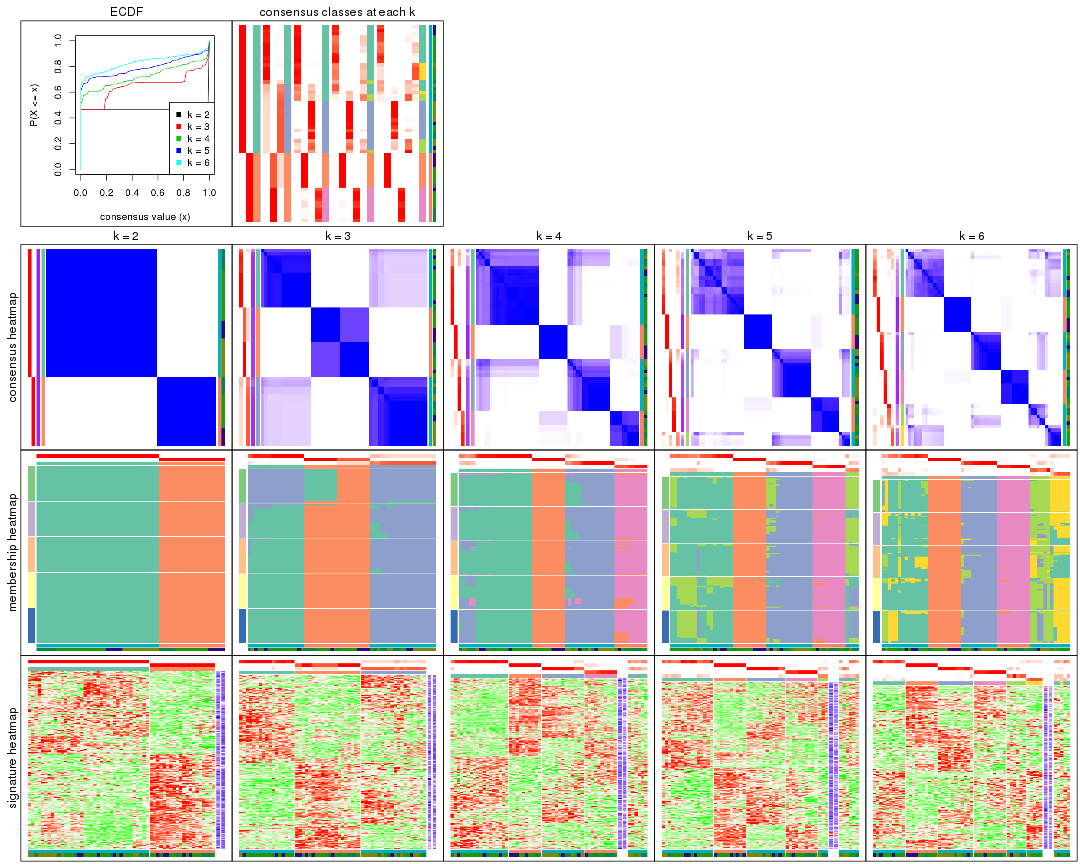 ECDF
consensus classes at each k
P(X <= x)
0.0 0.2 0.4 0.6 0.8 1.0
k = 2
k = 3
k = 4
k = 5
k = 6
0.0 0.2 0.4 0.6 0.8 1.0
consensus value (x)
k = 2 k = 3 k = 4 k = 5 k = 6
consensus heatmap
membership heatmap
signature heatmap